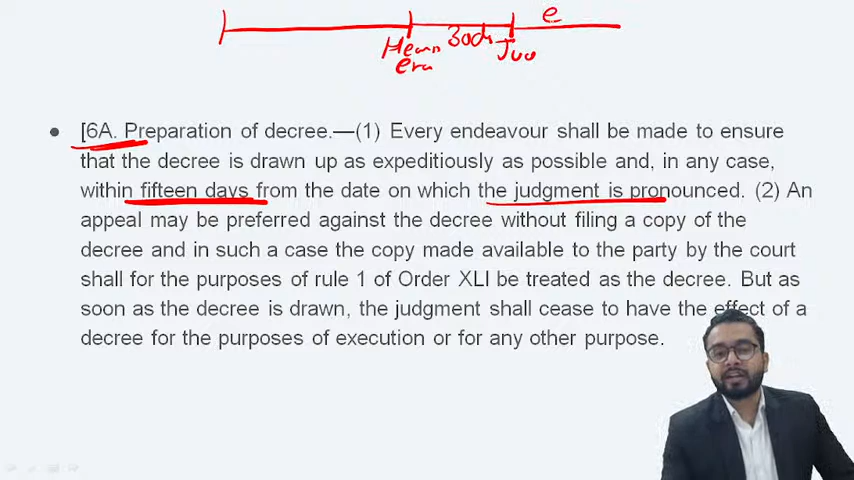 e
30d
[6A. Preparation of decree.—(1) Every endeavour shall be made to ensure
that the decree is drawn up as expeditiously as possible and, in any case,
within fifteen days from the date on which the judgment is pronounced. (2) An
appeal may be preferred against the decree without filing a copy of the
decree and in such a case the copy made available to the party by the court
shall for the purposes of rule 1 of Order XLI be treated as the decree. But as
soon as the decree is drawn, the judgment shall cease to have the effect of a
decree for the purposes of execution or for any other purpose.